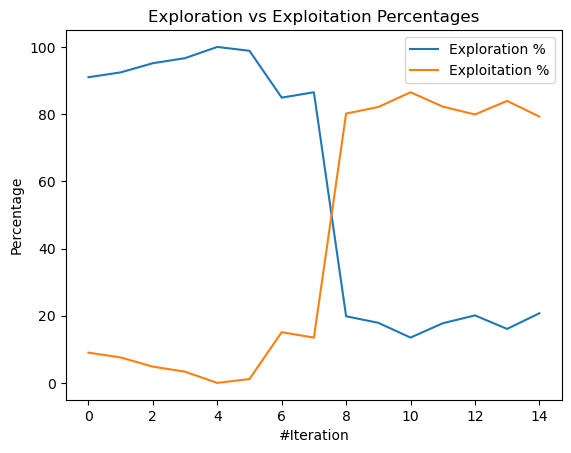 Exploration vs Exploitation Percentages
Exploration %
Exploitation %
Percentage
100
80
60
40
20
0
0 2 4 6 8 10 12 14
#Iteration